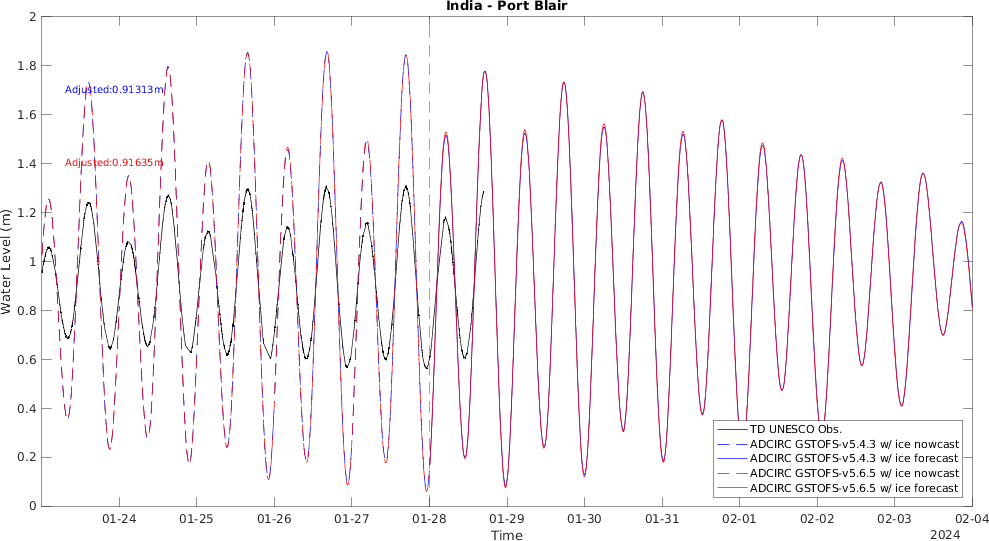 India - Port Blair
2
1.8
1.6
1.4
1.2
1
0.8
0.6
0.4
0.2
0
Water Level (m)
Adjusted:0.91313m
Adjusted:0.91635m
TD UNESCO Obs.
ADCIRC GSTOFS-v5.4.3 w/ ice nowcast
ADCIRC GSTOFS-v5.4.3 w/ ice forecast
ADCIRC GSTOFS-v5.6.5 w/ ice nowcast
ADCIRC GSTOFS-v5.6.5 w/ ice forecast
01-24 01-25 01-26 01-27 01-28 01-29 01-30 01-31 02-01 02-02 02-03 02-04
Time
2024